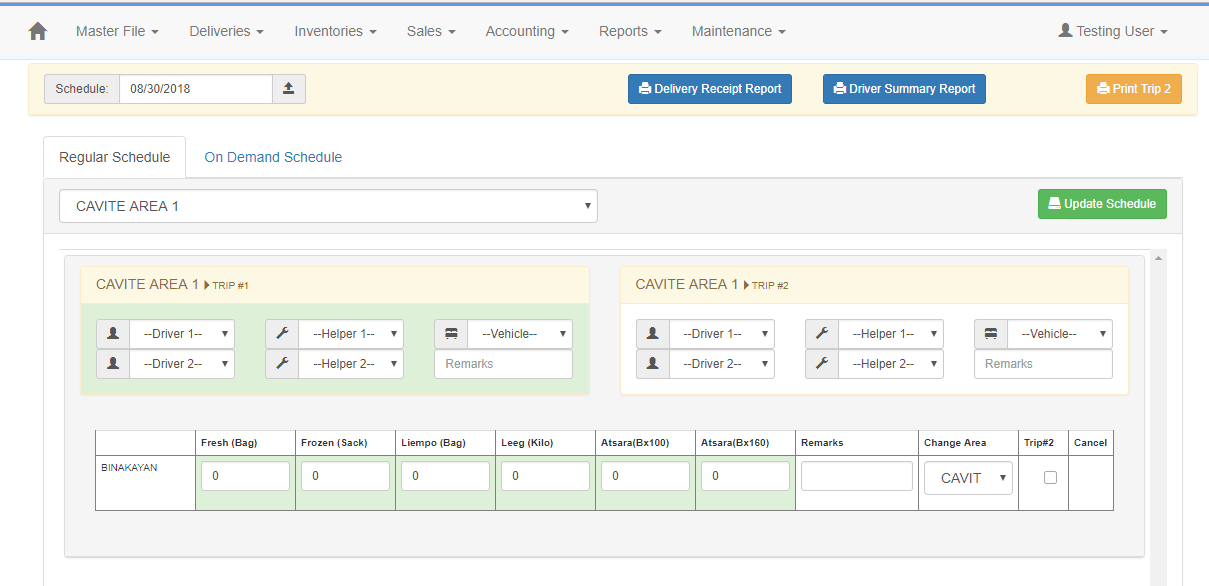 Master File Deliveries Inventories Sales Accounting Reports Maintenance Testing User
Schedule: 08/30/2018 Delivery Receipt Report Driver Summary Report Print Trip 2
Regular Schedule On Demand Schedule
CAVITE AREA 1 Update Schedule
CAVITE AREA 1 TRIP #1 CAVITE AREA 1 TRIP #2
--Driver 1-- --Helper 1-- --Vehicle-- --Driver 1-- --Helper 1-- --Vehicle--
--Driver 2-- --Helper 2-- Remarks --Driver 2-- --Helper 2-- Remarks
Fresh (Bag) Frozen (Sack) Liempo (Bag) Leeg (Kilo) Atsara(Bx100) Atsara(Bx160) Remarks Change Area Trip#2 Cancel
BINAKAYAN 0 0 0 0 0 0 CAVIT